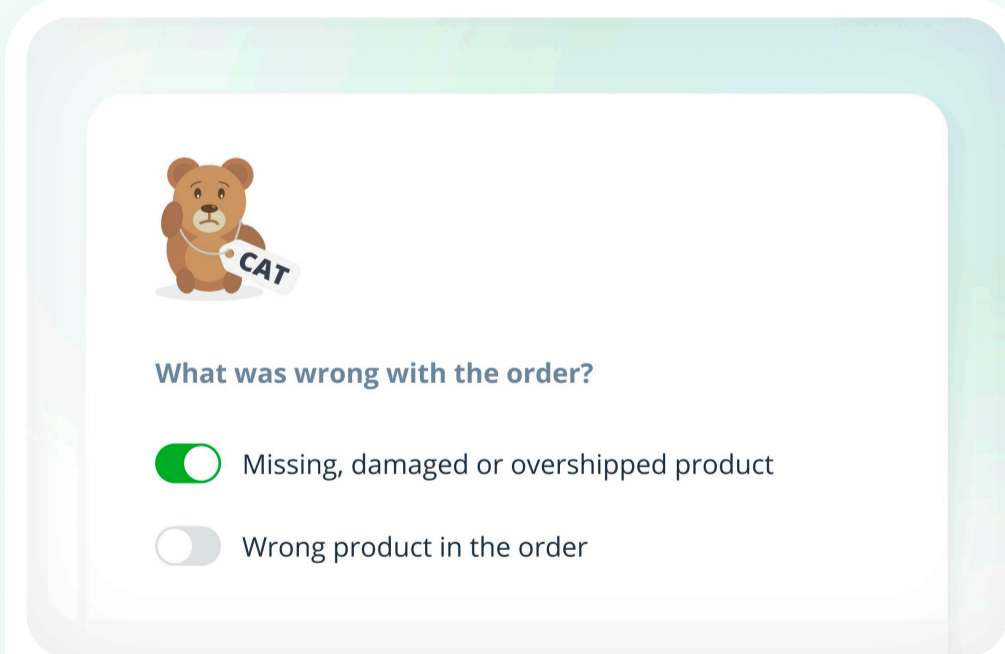 CAT
What was wrong with the order?
Missing, damaged or overshipped product
Wrong product in the order